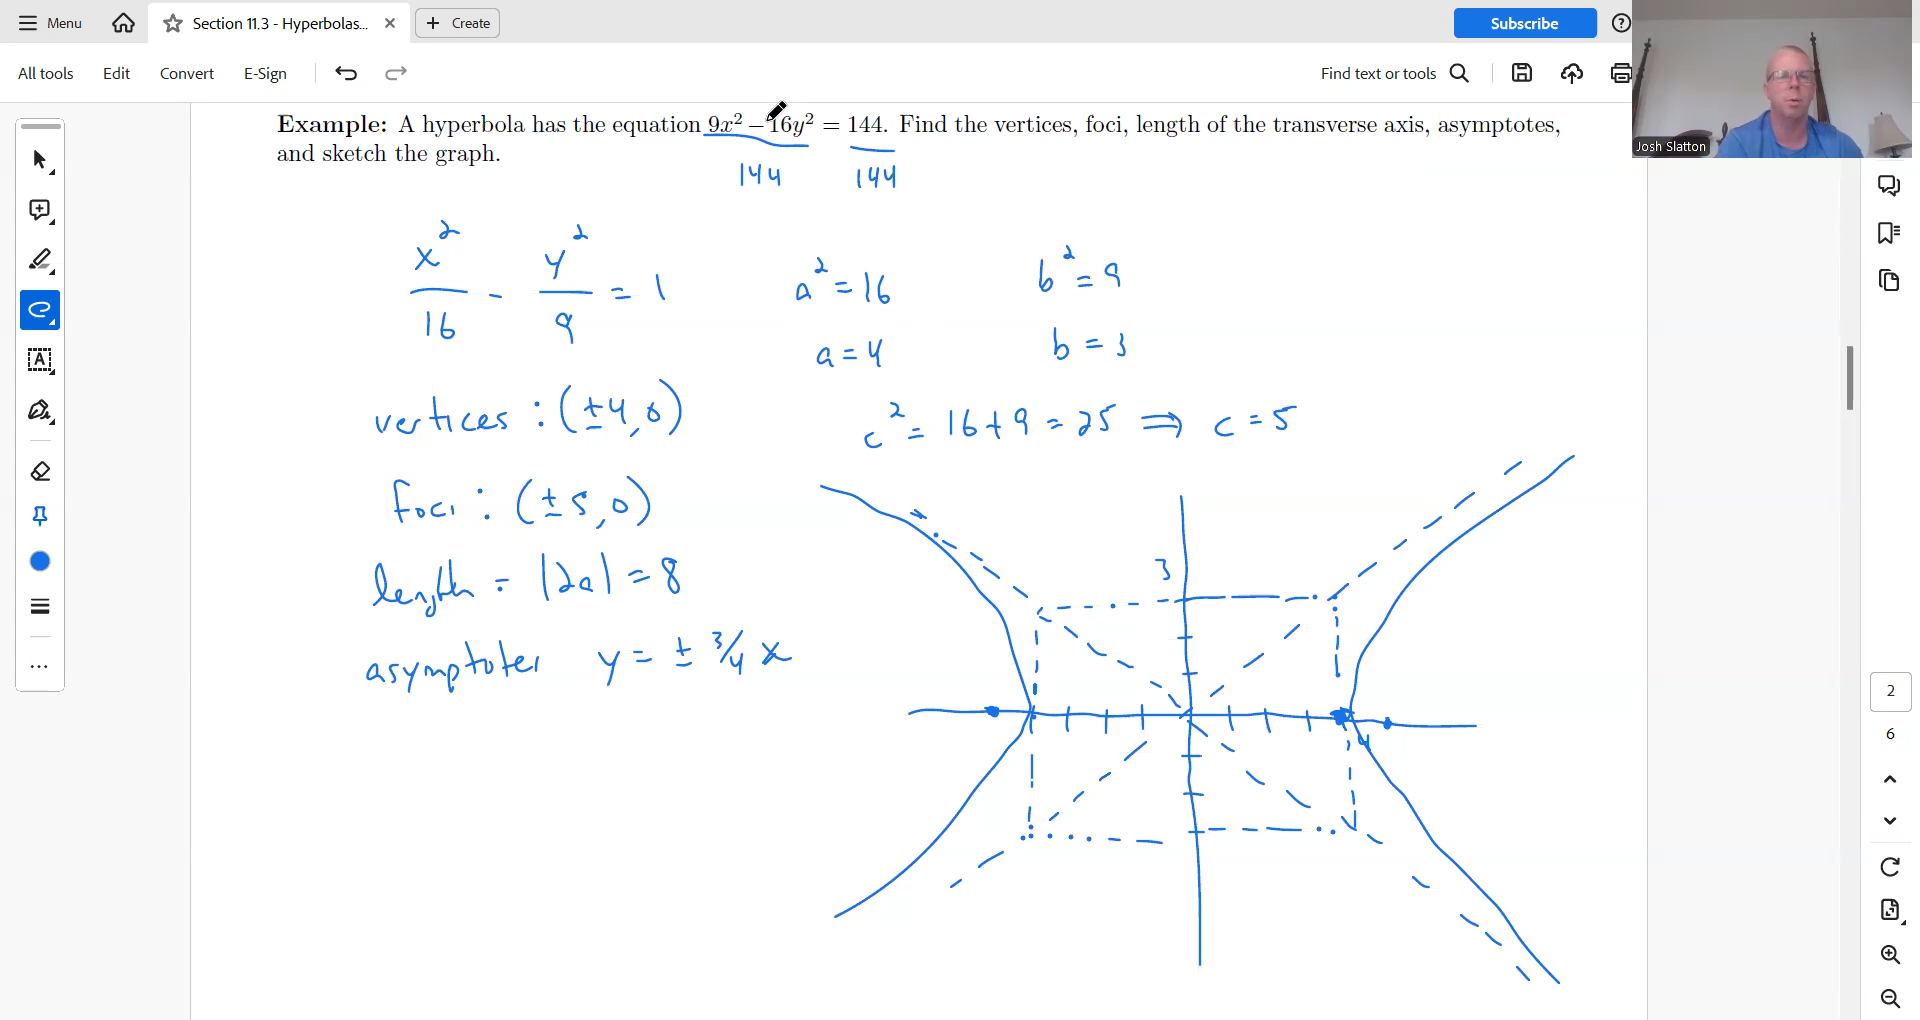 Menu
Section 11.3 - Hyperbolas...
Create
Subscribe
All tools
Edit
Convert
E-Sign
Find text or tools
Josh Slatton
Example: A hyperbola has the equation 9x² − 16y² = 144. Find the vertices, foci, length of the transverse axis, asymptotes,
and sketch the graph.
144 144
x²/16 - y²/9 = 1
a² = 16
b² = 9
a = 4
b = 3
vertices : (±4, 0)
c² = 16 + 9 = 25 ⇒ c = 5
foci : (±5, 0)
length = |2a| = 8
asymptotes y = ± 3/4 x
3
4
A
2
6